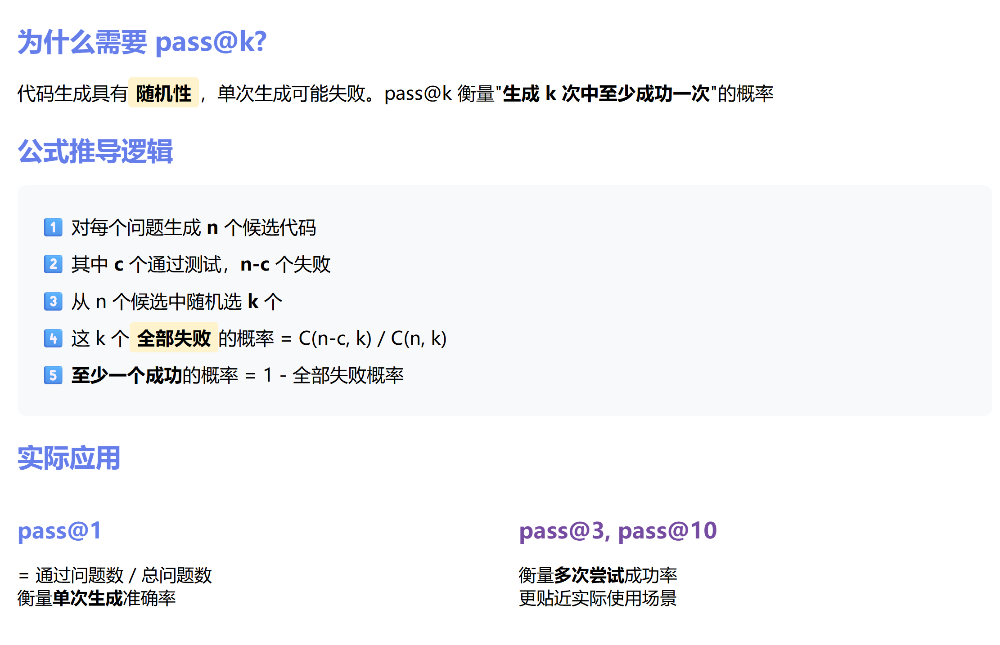 为什么需要 pass@k?
代码生成具有 随机性 ，单次生成可能失败。pass@k 衡量"生成 k 次中至少成功一次"的概率
公式推导逻辑
1️⃣ 对每个问题生成 n 个候选代码
2️⃣ 其中 c 个通过测试，n-c 个失败
3️⃣ 从 n 个候选中随机选 k 个
4️⃣ 这 k 个 全部失败 的概率 = C(n-c, k) / C(n, k)
5️⃣ 至少一个成功的概率 = 1 - 全部失败概率
实际应用
pass@1
= 通过问题数 / 总问题数
衡量单次生成准确率
pass@3, pass@10
衡量多次尝试成功率
更贴近实际使用场景